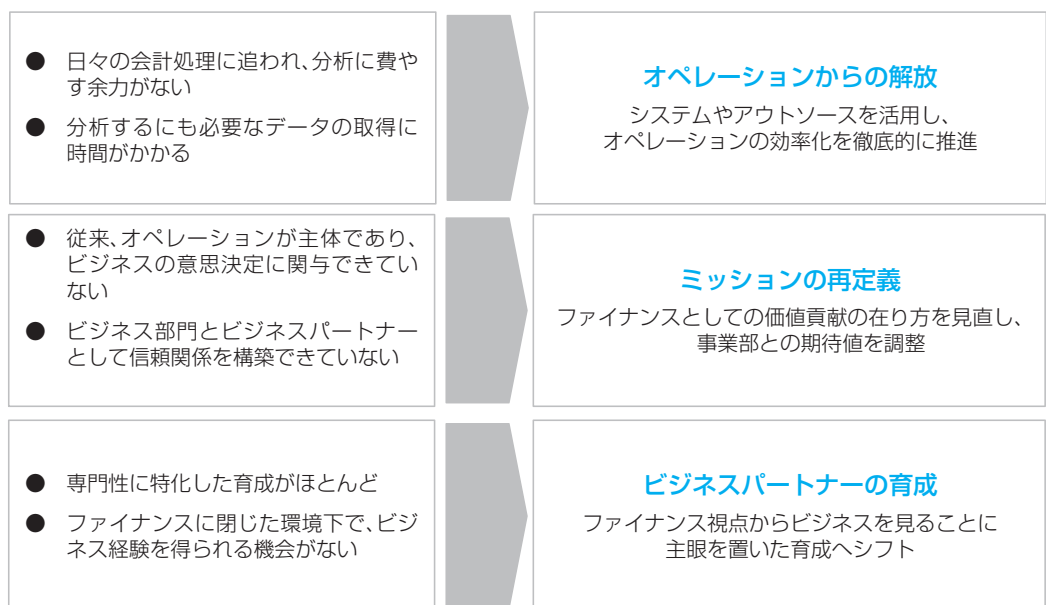 ● 日々の会計処理に追われ、分析に費や
す余力がない
● 分析するにも必要なデータの取得に
時間がかかる
オペレーションからの解放
システムやアウトソースを活用し、
オペレーションの効率化を徹底的に推進
● 従来、オペレーションが主体であり、
ビジネスの意思決定に関与できてい
ない
● ビジネス部門とビジネスパートナー
として信頼関係を構築できていない
ミッションの再定義
ファイナンスとしての価値貢献の在り方を見直し、
事業部との期待値を調整
● 専門性に特化した育成がほとんど
● ファイナンスに閉じた環境下で、ビジ
ネス経験を得られる機会がない
ビジネスパートナーの育成
ファイナンス視点からビジネスを見ることに
主眼を置いた育成へシフト